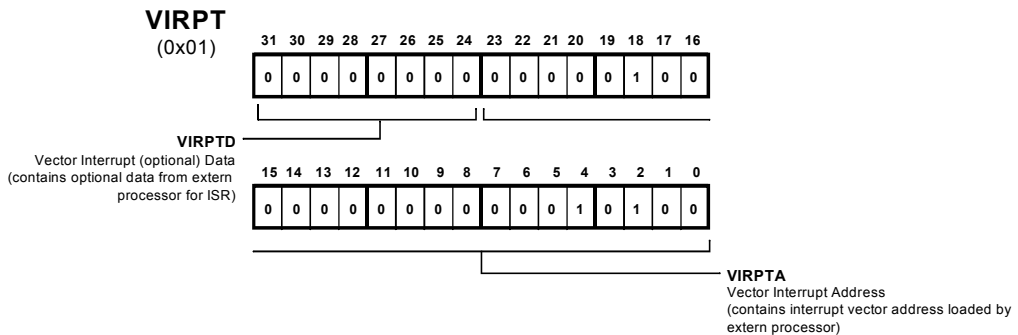 VIRPT
(0x01)
31 30 29 28 27 26 25 24 23 22 21 20 19 18 17 16
0 0 0 0 0 0 0 0 0 0 0 0 0 1 0 0
VIRPTD
Vector Interrupt (optional) Data
(contains optional data from extern
processor for ISR)
15 14 13 12 11 10 9 8 7 6 5 4 3 2 1 0
0 0 0 0 0 0 0 0 0 0 0 1 0 1 0 0
VIRPTA
Vector Interrupt Address
(contains interrupt vector address loaded by
extern processor)